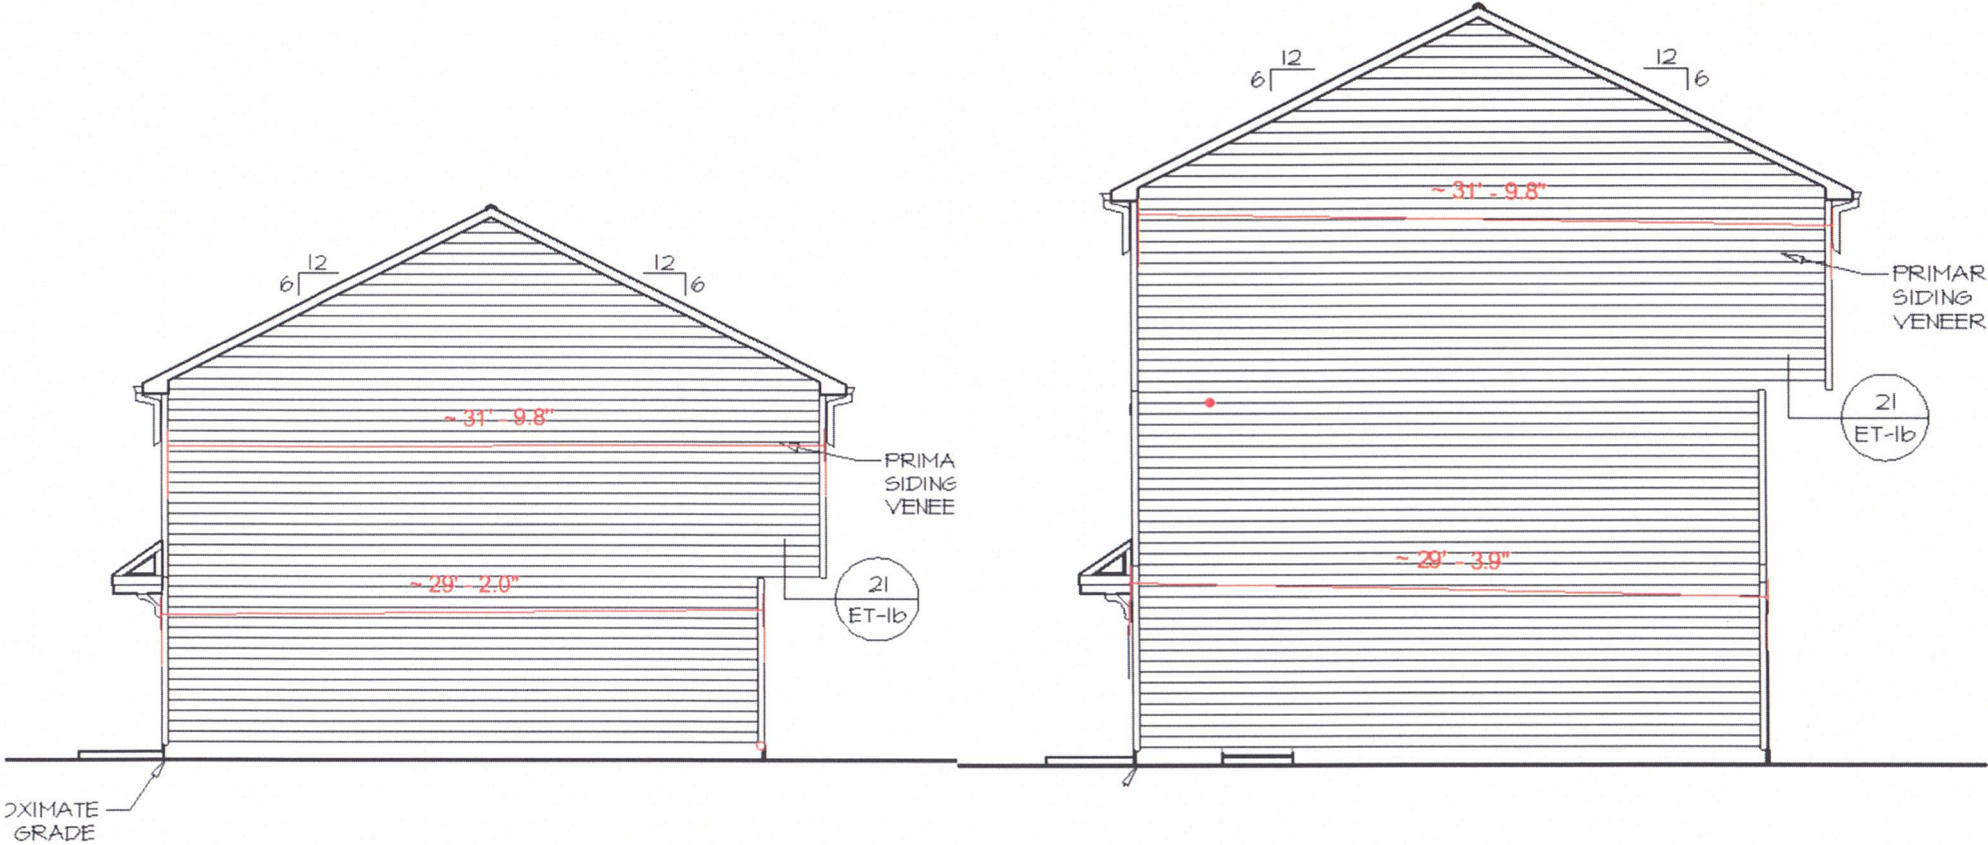 12
6
12
6
~ 31' - 9.8"
PRIMA
SIDING
VENEE
~ 29' - 2.0"
21
ET-1b
OXIMATE
GRADE
12
6
12
6
~ 31' - 9.8"
PRIMAR
SIDING
VENEER
21
ET-1b
~ 29' - 3.9"